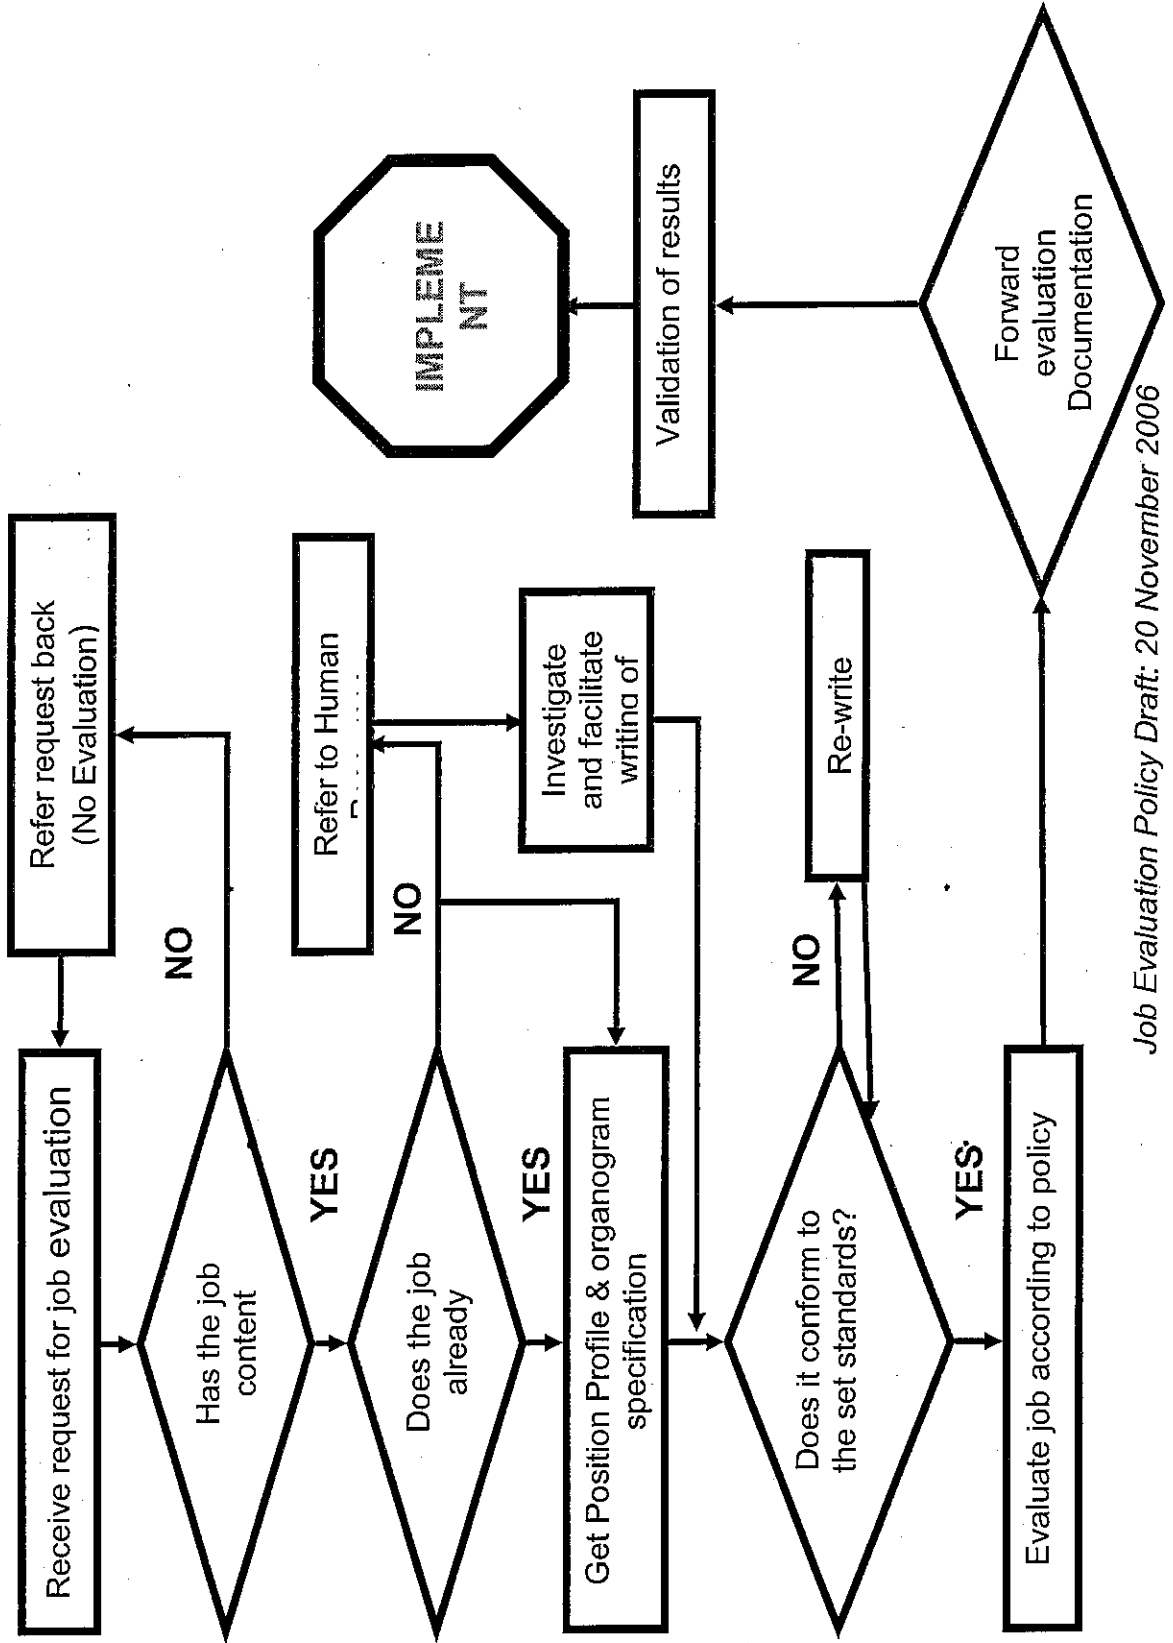 Receive request for job evaluation
Refer request back
(No Evaluation)
NO
Has the job
content
YES
Refer to Human
NO
Does the job
already
Investigate
and facilitate
writing of
YES
Get Position Profile & organogram
specification
NO
Re-write
Does it conform to
the set standards?
YES
Evaluate job according to policy
Forward
evaluation
Documentation
Validation of results
IMPLEME
NT
Job Evaluation Policy Draft: 20 November 2006